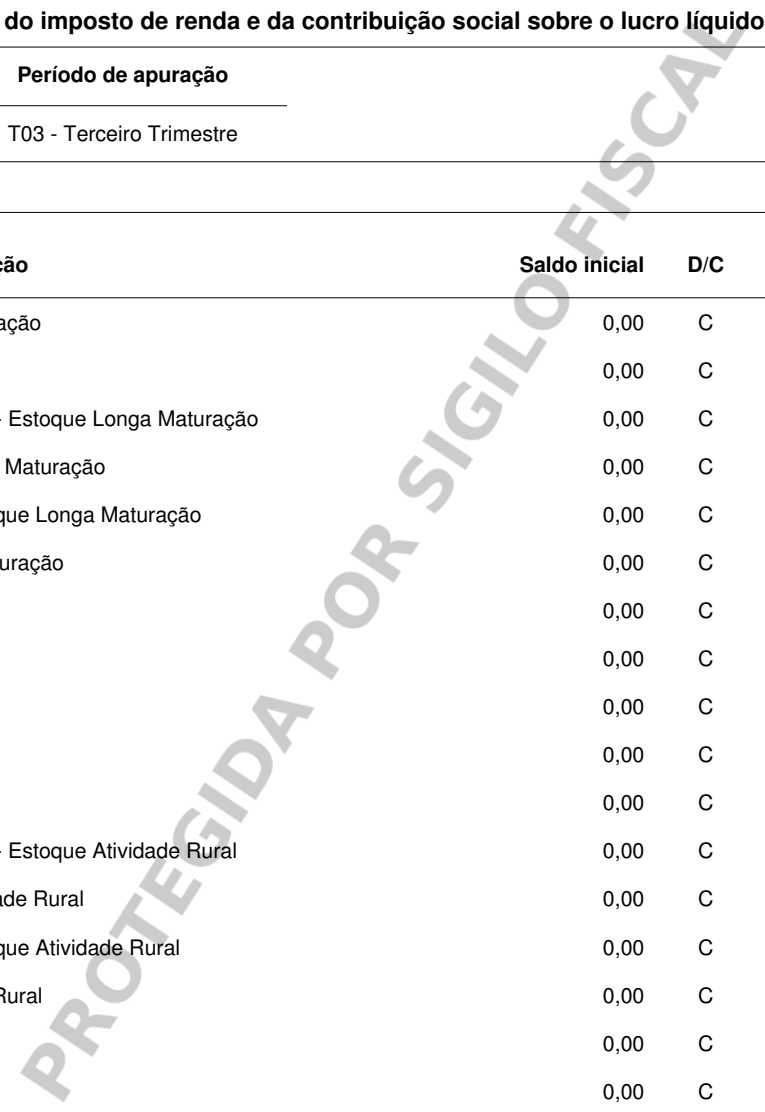 do imposto de renda e da contribuição social sobre o lucro líquido
Período de apuração
T03 - Terceiro Trimestre
ção Saldo inicial D/C
ação 0,00 C
0,00 C
- Estoque Longa Maturação 0,00 C
Maturação 0,00 C
que Longa Maturação 0,00 C
uração 0,00 C
0,00 C
0,00 C
0,00 C
0,00 C
0,00 C
- Estoque Atividade Rural 0,00 C
ade Rural 0,00 C
que Atividade Rural 0,00 C
Rural 0,00 C
0,00 C
0,00 C
PROTEGIDA POR SIGILO FISCAL